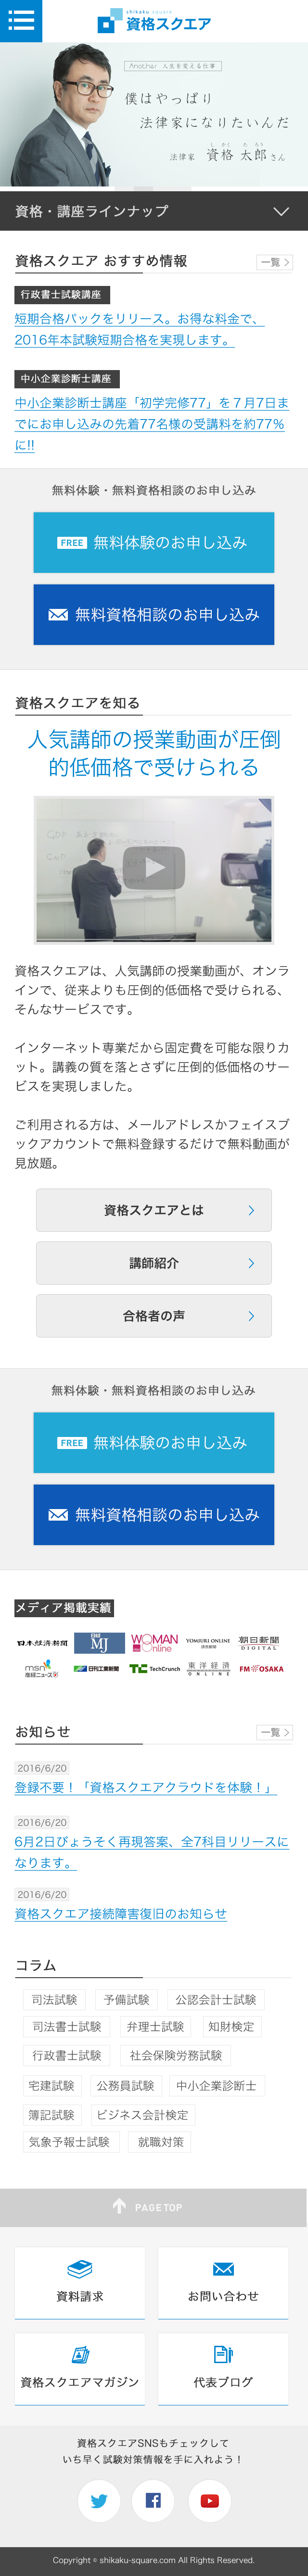 shikaku square
資格スクエア
Another 人生を変える仕事
僕はやっぱり
法律家になりたいんだ
しかく たろう
法律家 資格 太郎 さん
資格・講座ラインナップ
資格スクエア おすすめ情報
一覧
行政書士試験講座
短期合格パックをリリース。お得な料金で、
2016年本試験短期合格を実現します。
中小企業診断士講座
中小企業診断士講座「初学完修77」を７月7日ま
でにお申し込みの先着77名様の受講料を約77%
に!!
無料体験・無料資格相談のお申し込み
FREE 無料体験のお申し込み
無料資格相談のお申し込み
資格スクエアを知る
人気講師の授業動画が圧倒
的低価格で受けられる
資格スクエアは、人気講師の授業動画が、オンラ
インで、従来よりも圧倒的低価格で受けられる、
そんなサービスです。
インターネット専業だから固定費を可能な限りカ
ット。講義の質を落とさずに圧倒的低価格のサー
ビスを実現しました。
ご利用される方は、メールアドレスかフェイスブ
ックアカウントで無料登録するだけで無料動画が
見放題。
資格スクエアとは
講師紹介
合格者の声
無料体験・無料資格相談のお申し込み
FREE 無料体験のお申し込み
無料資格相談のお申し込み
メディア掲載実績
日本経済新聞 日経MJ WOMAN Online YOMIURI ONLINE 読売新聞 朝日新聞 DIGITAL
msn 産経ニュース 日刊工業新聞 TechCrunch 東洋経済 ONLINE FM OSAKA
お知らせ
一覧
2016/6/20
登録不要！「資格スクエアクラウドを体験！」
2016/6/20
6月2日びょうそく再現答案、全7科目リリースに
なります。
2016/6/20
資格スクエア接続障害復旧のお知らせ
コラム
司法試験 予備試験 公認会計士試験
司法書士試験 弁理士試験 知財検定
行政書士試験 社会保険労務試験
宅建試験 公務員試験 中小企業診断士
簿記試験 ビジネス会計検定
気象予報士試験 就職対策
PAGETOP
資料請求 お問い合わせ
資格スクエアマガジン 代表ブログ
資格スクエアSNSもチェックして
いち早く試験対策情報を手に入れよう！
Copyright © shikaku-square.com All Rights Reserved.